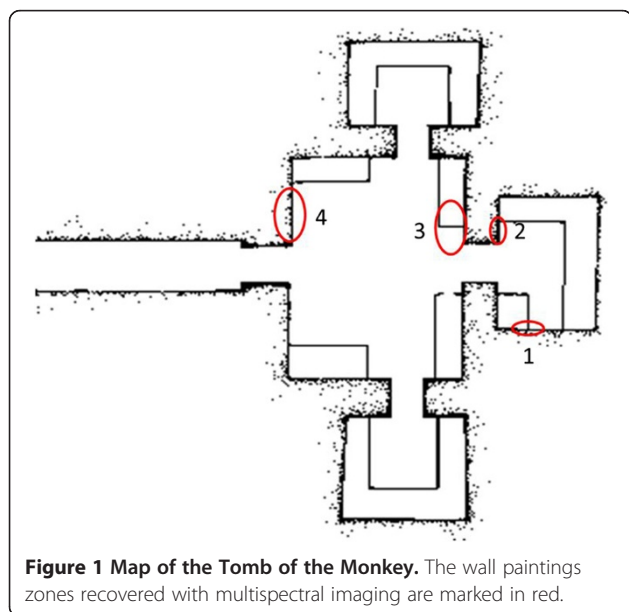 4
3
2
1
Figure 1 Map of the Tomb of the Monkey. The wall paintings
zones recovered with multispectral imaging are marked in red.